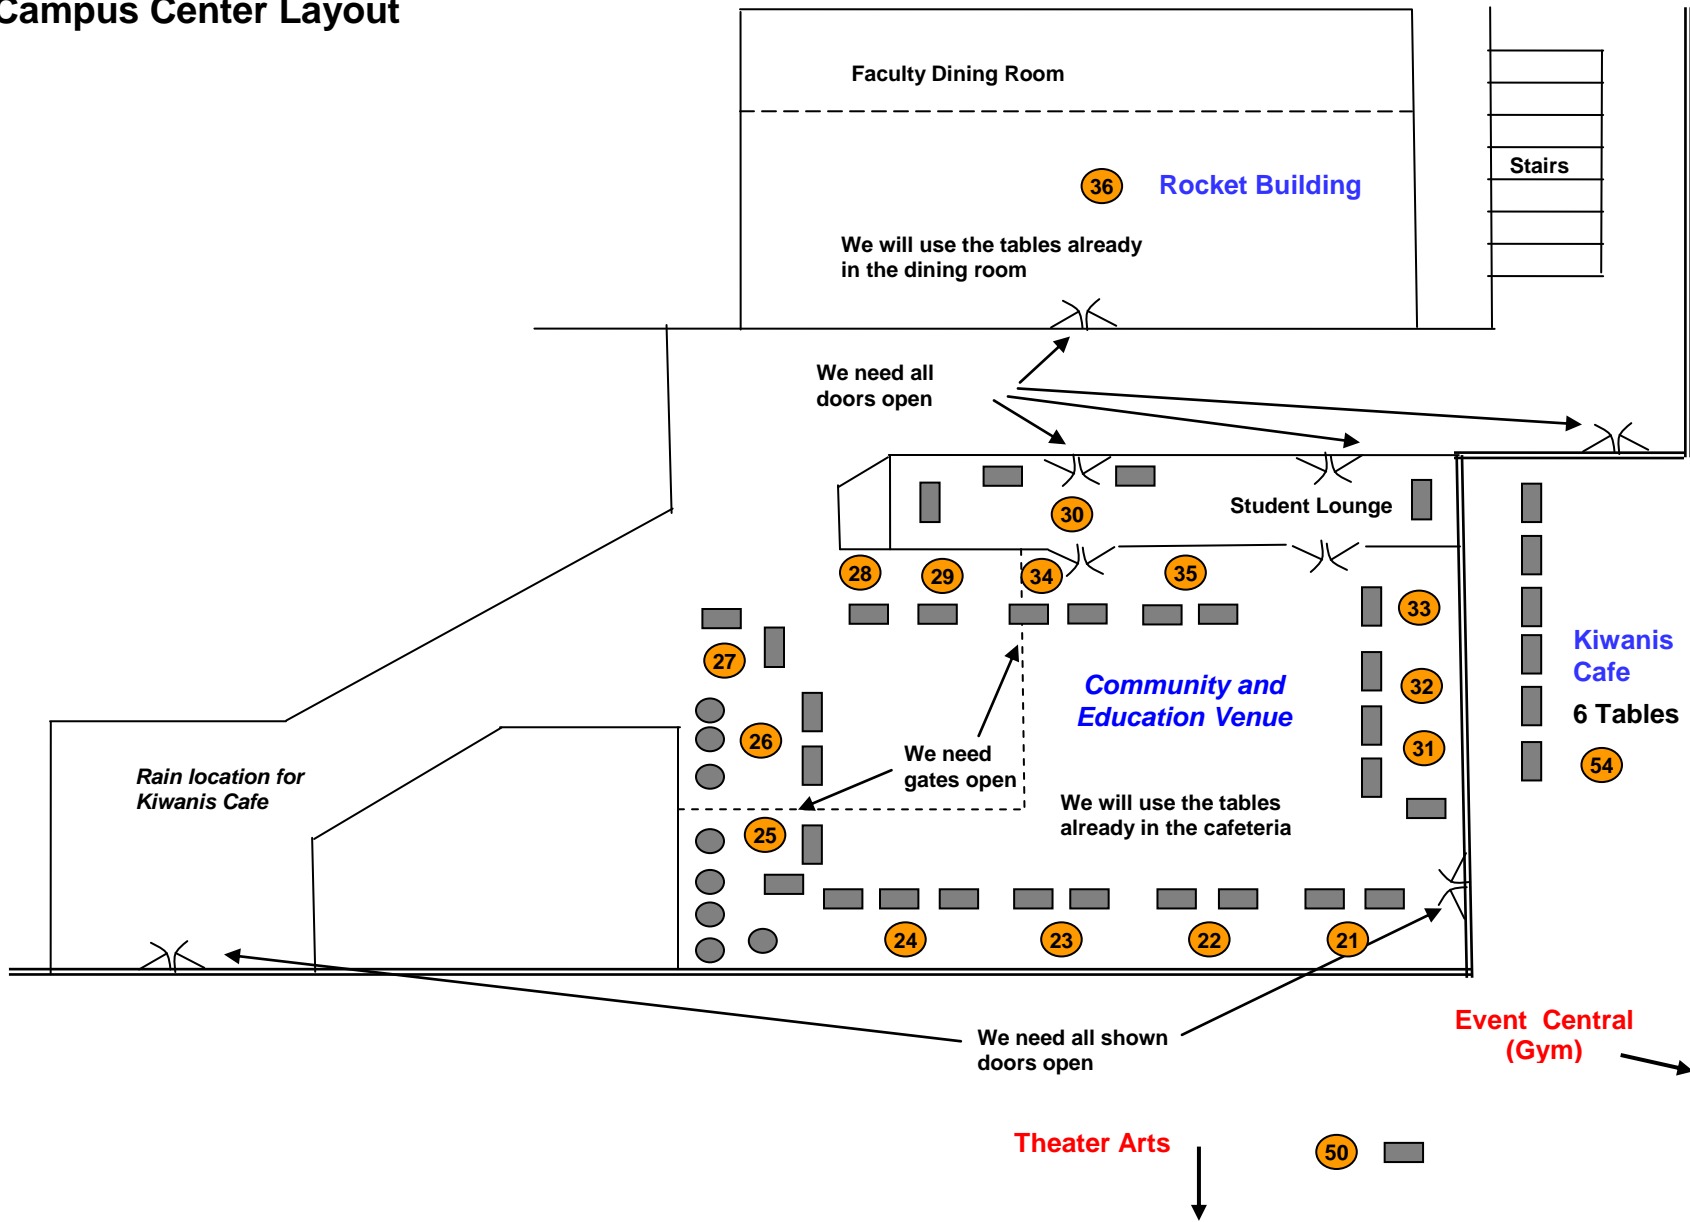 Campus Center Layout
Faculty Dining Room
Stairs
36
Rocket Building
We will use the tables already
in the dining room
We need all
doors open
30
Student Lounge
28
29
34
35
33
27
Kiwanis
Cafe
Community and
Education Venue
32
6 Tables
26
31
We need
gates open
54
Rain location for
Kiwanis Cafe
We will use the tables
already in the cafeteria
25
24
23
22
21
Event Central
(Gym)
We need all shown
doors open
Theater Arts
50